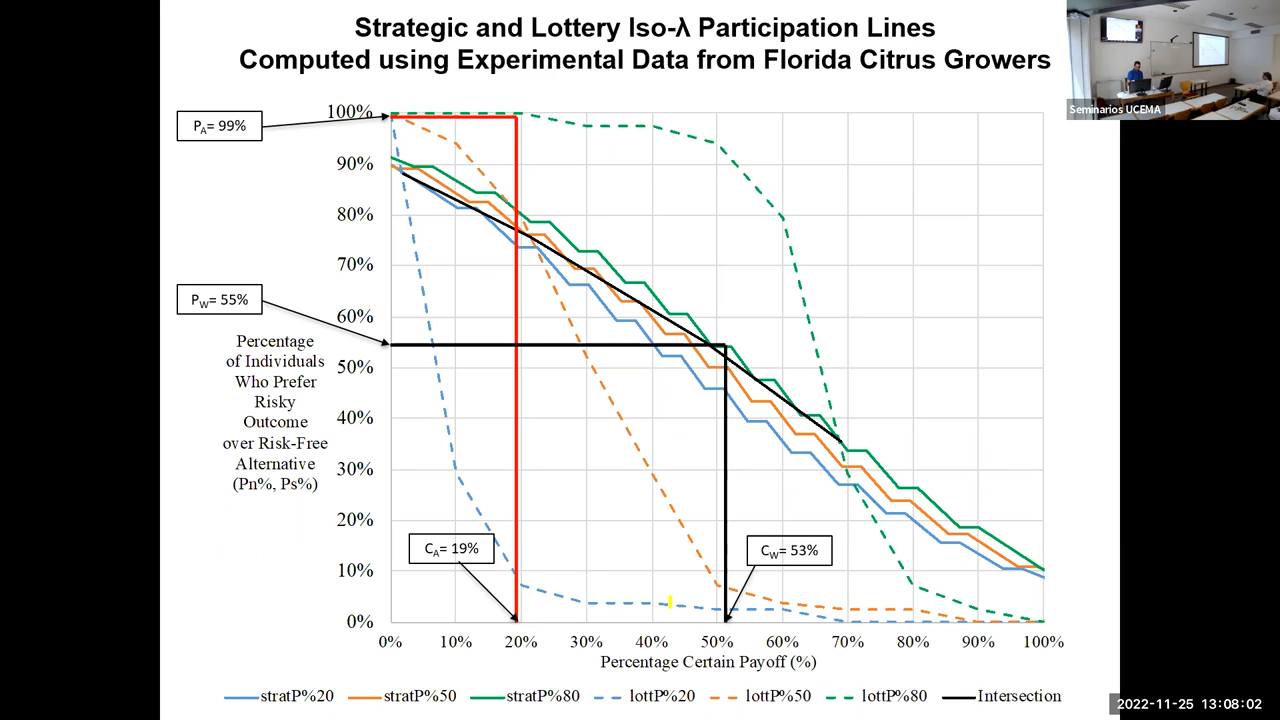 Strategic and Lottery Iso-λ Participation Lines
Computed using Experimental Data from Florida Citrus Growers
Seminarios UCEMA
PA= 99%
100%
90%
80%
70%
PW= 55%
60%
Percentage
of Individuals
Who Prefer
Risky
Outcome
over Risk-Free
Alternative
(Pn%, Ps%)
50%
40%
30%
20%
CA= 19%
CW= 53%
10%
0%
0% 10% 20% 30% 40% 50% 60% 70% 80% 90% 100%
Percentage Certain Payoff (%)
stratP%20 stratP%50 stratP%80 lottP%20 lottP%50 lottP%80 Intersection
2022-11-25 13:08:02